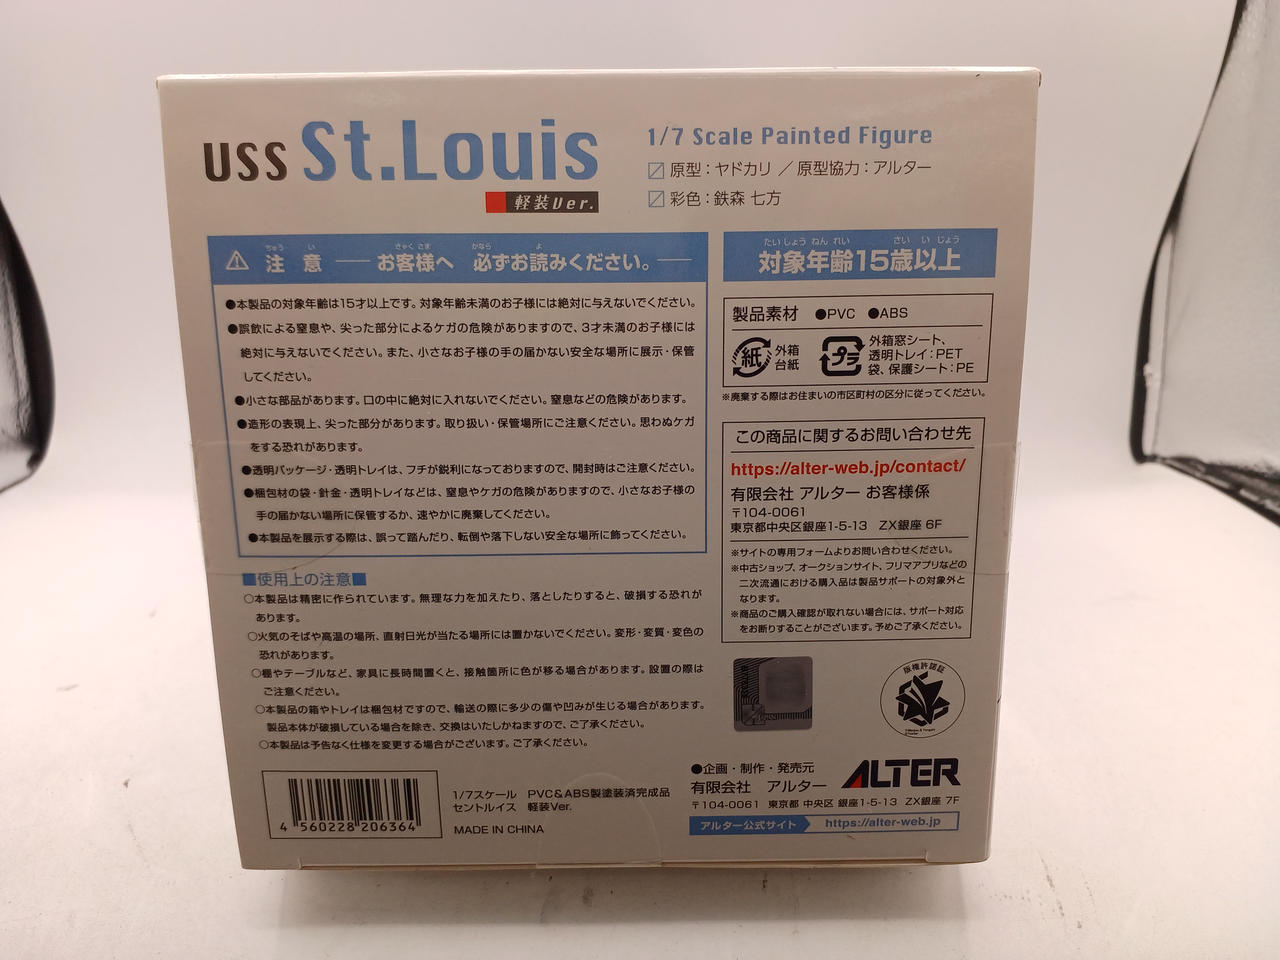 USS St.Louis
軽装Ver.
1/7 Scale Painted Figure
原型：ヤドカリ ／ 原型協力：アルター
彩色：鉄森 七方
ちゅう い きゃく さま かなら よ
注 意 ── お客様へ 必ずお読みください。──
●本製品の対象年齢は15才以上です。対象年齢未満のお子様には絶対に与えないでください。
●誤飲による窒息や、尖った部分によるケガの危険がありますので、3才未満のお子様には
絶対に与えないでください。また、小さなお子様の手の届かない安全な場所に展示・保管
してください。
●小さな部品があります。口の中に絶対に入れないでください。窒息などの危険があります。
●造形の表現上、尖った部分があります。取り扱い・保管場所にご注意ください。思わぬケガ
をする恐れがあります。
●透明パッケージ・透明トレイは、フチが鋭利になっておりますので、開封時はご注意ください。
●梱包材の袋・針金・透明トレイなどは、窒息やケガの危険がありますので、小さなお子様の
手の届かない場所に保管するか、速やかに廃棄してください。
●本製品を展示する際は、誤って踏んだり、転倒や落下しない安全な場所に飾ってください。
■使用上の注意■
○本製品は精密に作られています。無理な力を加えたり、落としたりすると、破損する恐れが
あります。
○火気のそばや高温の場所、直射日光が当たる場所には置かないでください。変形・変質・変色の
恐れがあります。
○棚やテーブルなど、家具に長時間置くと、接触箇所に色が移る場合があります。設置の際は
ご注意ください。
○本製品の箱やトレイは梱包材ですので、輸送の際に多少の傷や凹みが生じる場合があります。
製品本体が破損している場合を除き、交換はいたしかねますので、ご了承ください。
○本製品は予告なく仕様を変更する場合がございます。ご了承ください。
4 560228 206364
1/7スケール PVC&ABS製塗装済完成品
セントルイス 軽装Ver.
MADE IN CHINA
たいしょう ねん れい さい い じょう
対象年齢15歳以上
製品素材 ●PVC ●ABS
紙 外箱
台紙
プラ 外箱窓シート、
透明トレイ：PET
袋、保護シート：PE
※廃棄する際はお住まいの市区町村の区分に従ってください。
この商品に関するお問い合わせ先
https://alter-web.jp/contact/
有限会社 アルター お客様係
〒104-0061
東京都中央区銀座1-5-13 ZX銀座 6F
※サイトの専用フォームよりお問い合わせください。
※中古ショップ、オークションサイト、フリマアプリなどの
二次流通における購入品は製品サポートの対象外と
なります。
※商品のご購入確認が取れない場合には、サポート対応
をお断りすることがございます。予めご了承ください。
版権許諾証
●企画・制作・発売元
有限会社 アルター
ALTER
〒104-0061 東京都 中央区 銀座1-5-13 ZX銀座 7F
アルター公式サイト https://alter-web.jp